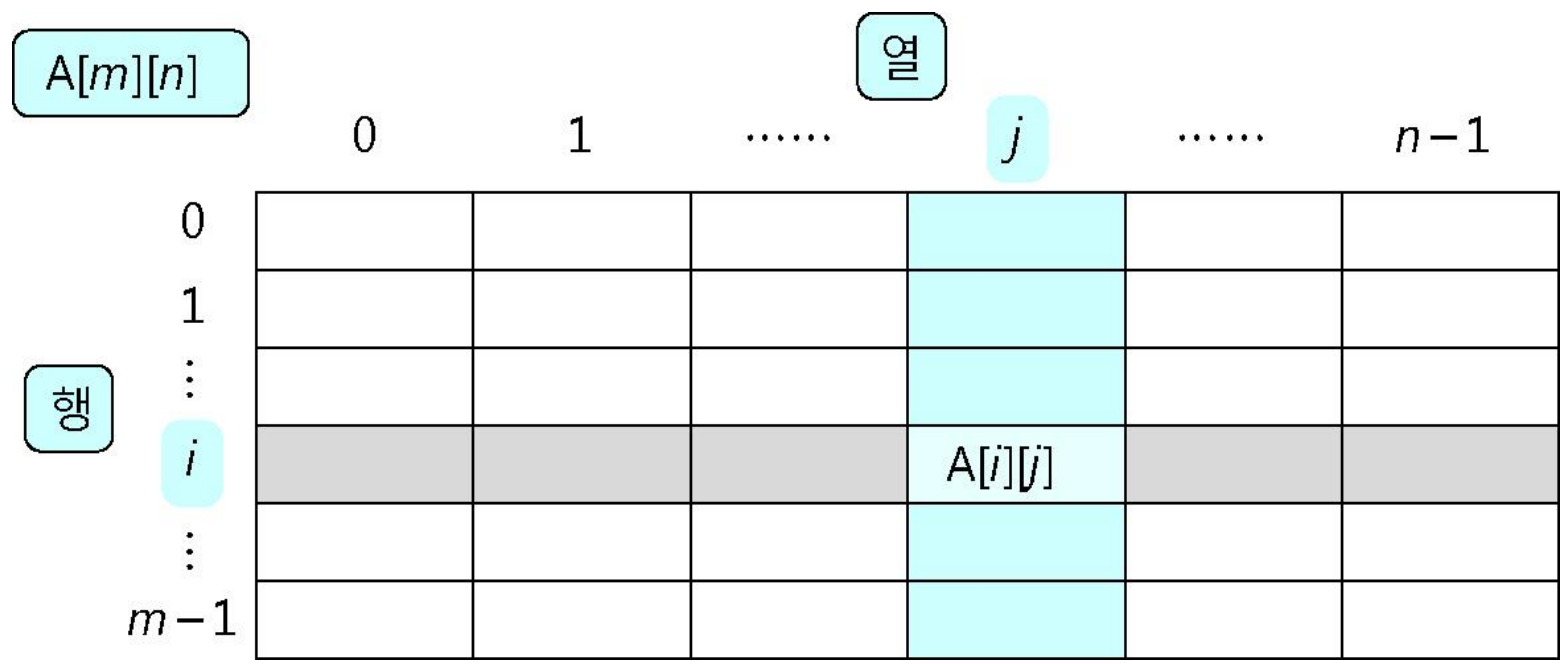 A[m][n]
열
0 1 ⋯⋯ j ⋯⋯ n−1
0
1
⋮
행
i A[i][j]
⋮
m−1